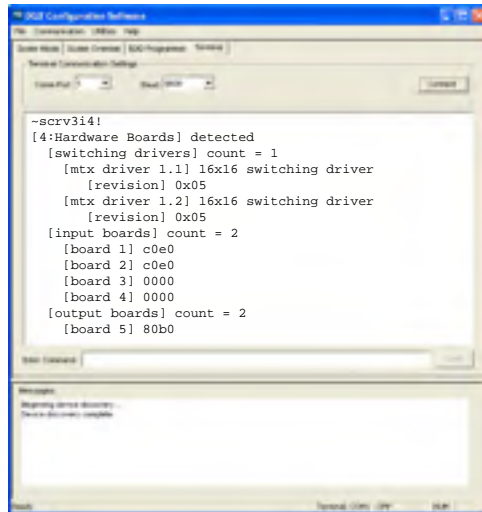 DGX Configuration Software
File Communication Utilities Help
Terminal
Terminal Communication Settings
Comm Port
Baud
Connect
~scrv3i4!
[4:Hardware Boards] detected
[switching drivers] count = 1
[mtx driver 1.1] 16x16 switching driver
[revision] 0x05
[mtx driver 1.2] 16x16 switching driver
[revision] 0x05
[input boards] count = 2
[board 1] c0e0
[board 2] c0e0
[board 3] 0000
[board 4] 0000
[output boards] count = 2
[board 5] 80b0
Enter Command
Messages
Beginning device discovery...
Device discovery complete
Ready